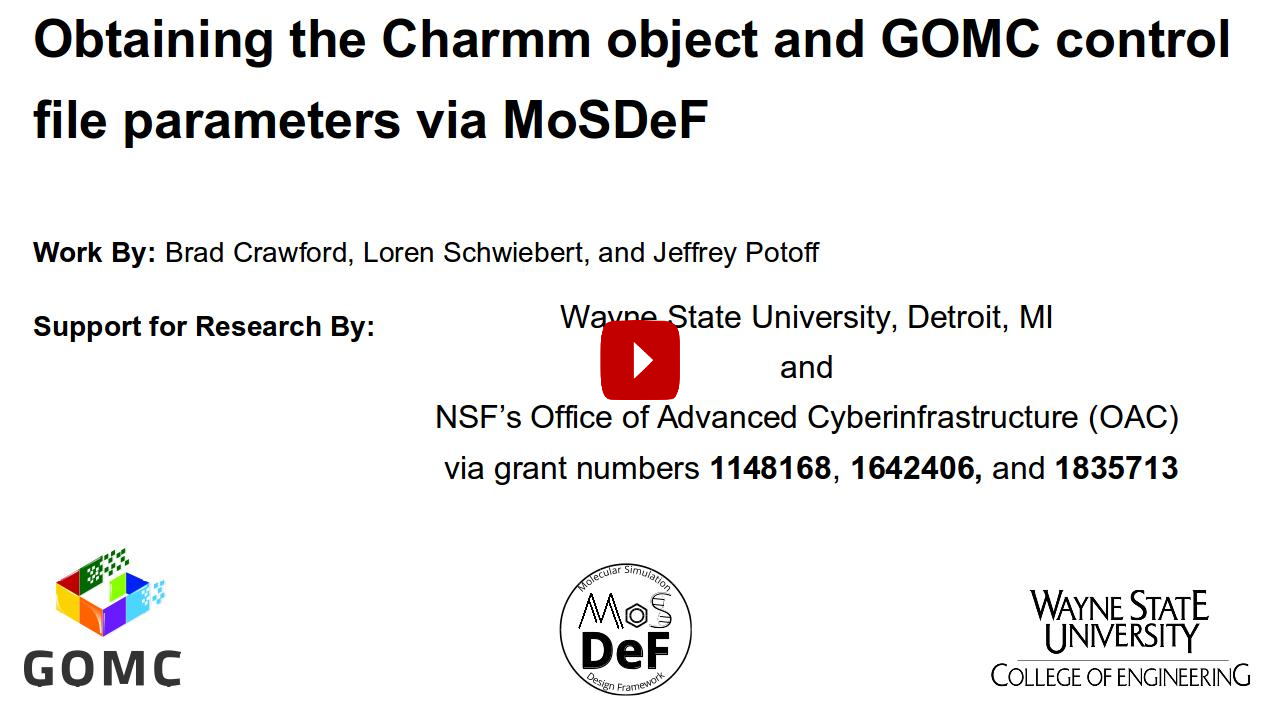 Obtaining the Charmm object and GOMC control
file parameters via MoSDeF
Work By: Brad Crawford, Loren Schwiebert, and Jeffrey Potoff
Support for Research By:
Wayne State University, Detroit, MI
and
NSF’s Office of Advanced Cyberinfrastructure (OAC)
via grant numbers 1148168, 1642406, and 1835713
GOMC
Molecular Simulation
MoS
DeF
Design Framework
WAYNE STATE
UNIVERSITY
COLLEGE OF ENGINEERING